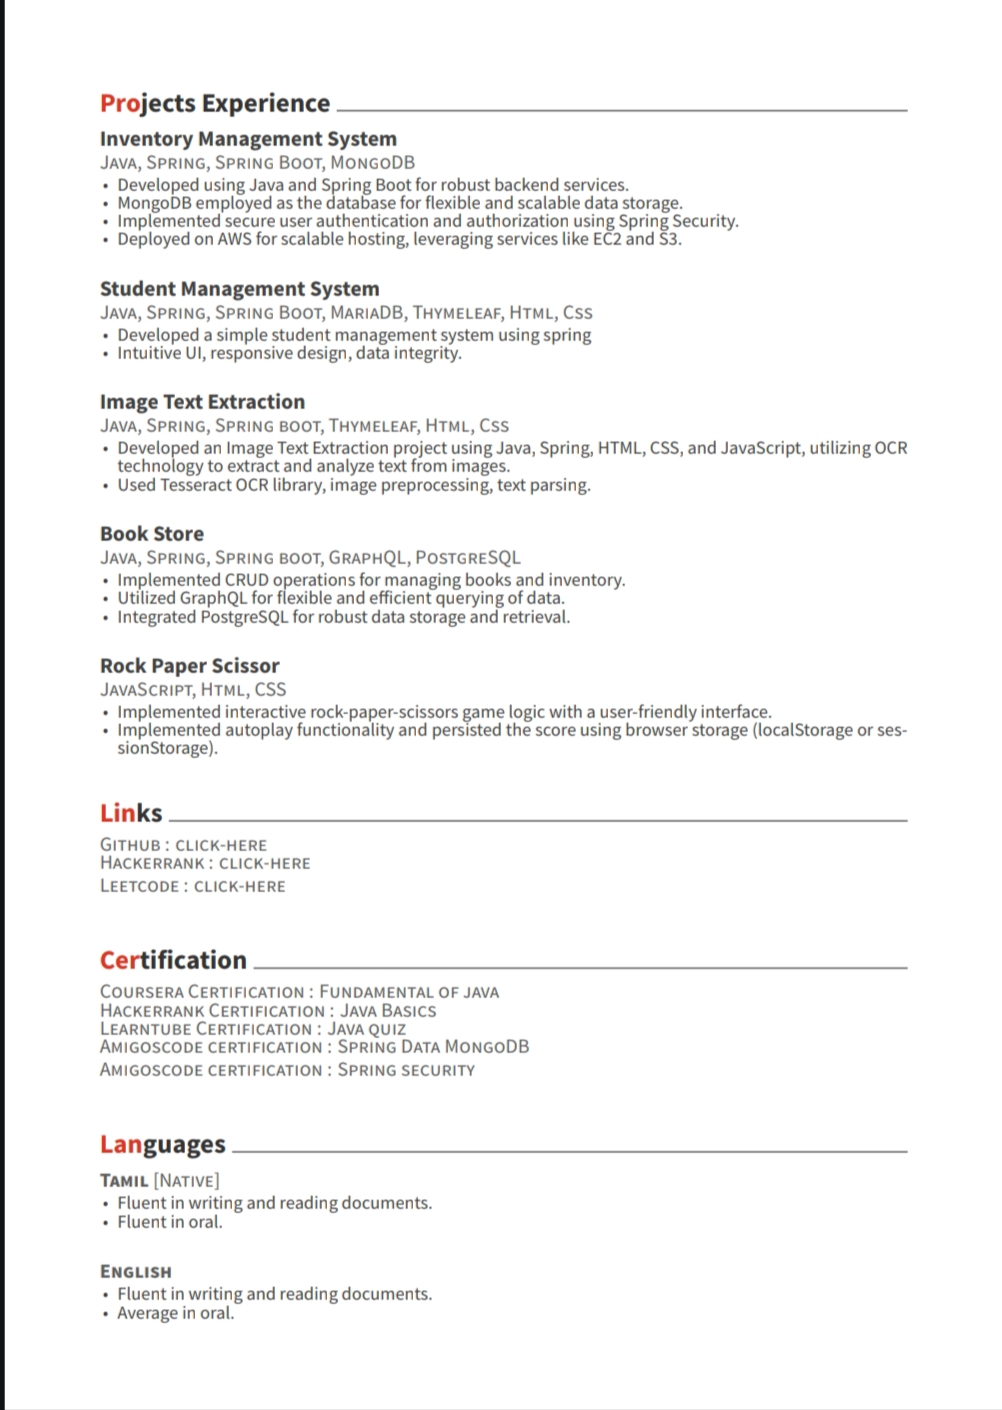 Projects Experience
Inventory Management System
Java, Spring, Spring Boot, MongoDB
• Developed using Java and Spring Boot for robust backend services.
• MongoDB employed as the database for flexible and scalable data storage.
• Implemented secure user authentication and authorization using Spring Security.
• Deployed on AWS for scalable hosting, leveraging services like EC2 and S3.
Student Management System
Java, Spring, Spring Boot, MariaDB, Thymeleaf, Html, Css
• Developed a simple student management system using spring
• Intuitive UI, responsive design, data integrity.
Image Text Extraction
Java, Spring, Spring boot, Thymeleaf, Html, Css
• Developed an Image Text Extraction project using Java, Spring, HTML, CSS, and JavaScript, utilizing OCR
technology to extract and analyze text from images.
• Used Tesseract OCR library, image preprocessing, text parsing.
Book Store
Java, Spring, Spring boot, GraphQL, PostgreSQL
• Implemented CRUD operations for managing books and inventory.
• Utilized GraphQL for flexible and efficient querying of data.
• Integrated PostgreSQL for robust data storage and retrieval.
Rock Paper Scissor
JavaScript, Html, CSS
• Implemented interactive rock-paper-scissors game logic with a user-friendly interface.
• Implemented autoplay functionality and persisted the score using browser storage (localStorage or ses-
sionStorage).
Links
Github : click-here
Hackerrank : click-here
Leetcode : click-here
Certification
Coursera Certification : Fundamental of java
Hackerrank Certification : Java Basics
Learntube Certification : Java quiz
Amigoscode certification : Spring Data MongoDB
Amigoscode certification : Spring security
Languages
Tamil [Native]
• Fluent in writing and reading documents.
• Fluent in oral.
English
• Fluent in writing and reading documents.
• Average in oral.